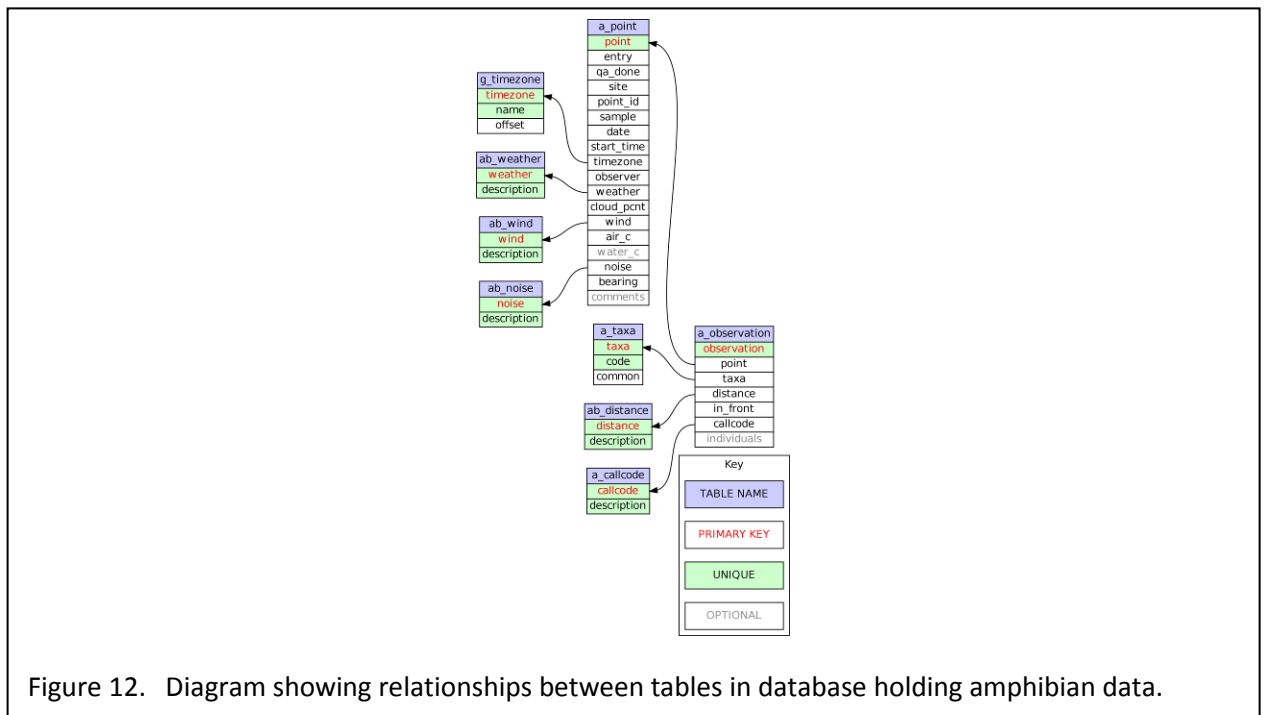 a_point
point
entry
qa_done
site
point_id
sample
date
start_time
timezone
observer
weather
cloud_pcnt
wind
air_c
water_c
noise
bearing
comments
g_timezone
timezone
name
offset
ab_weather
weather
description
ab_wind
wind
description
ab_noise
noise
description
a_taxa
taxa
code
common
ab_distance
distance
description
a_callcode
callcode
description
a_observation
observation
point
taxa
distance
in_front
callcode
individuals
Key
TABLE NAME
PRIMARY KEY
UNIQUE
OPTIONAL
Figure 12. Diagram showing relationships between tables in database holding amphibian data.